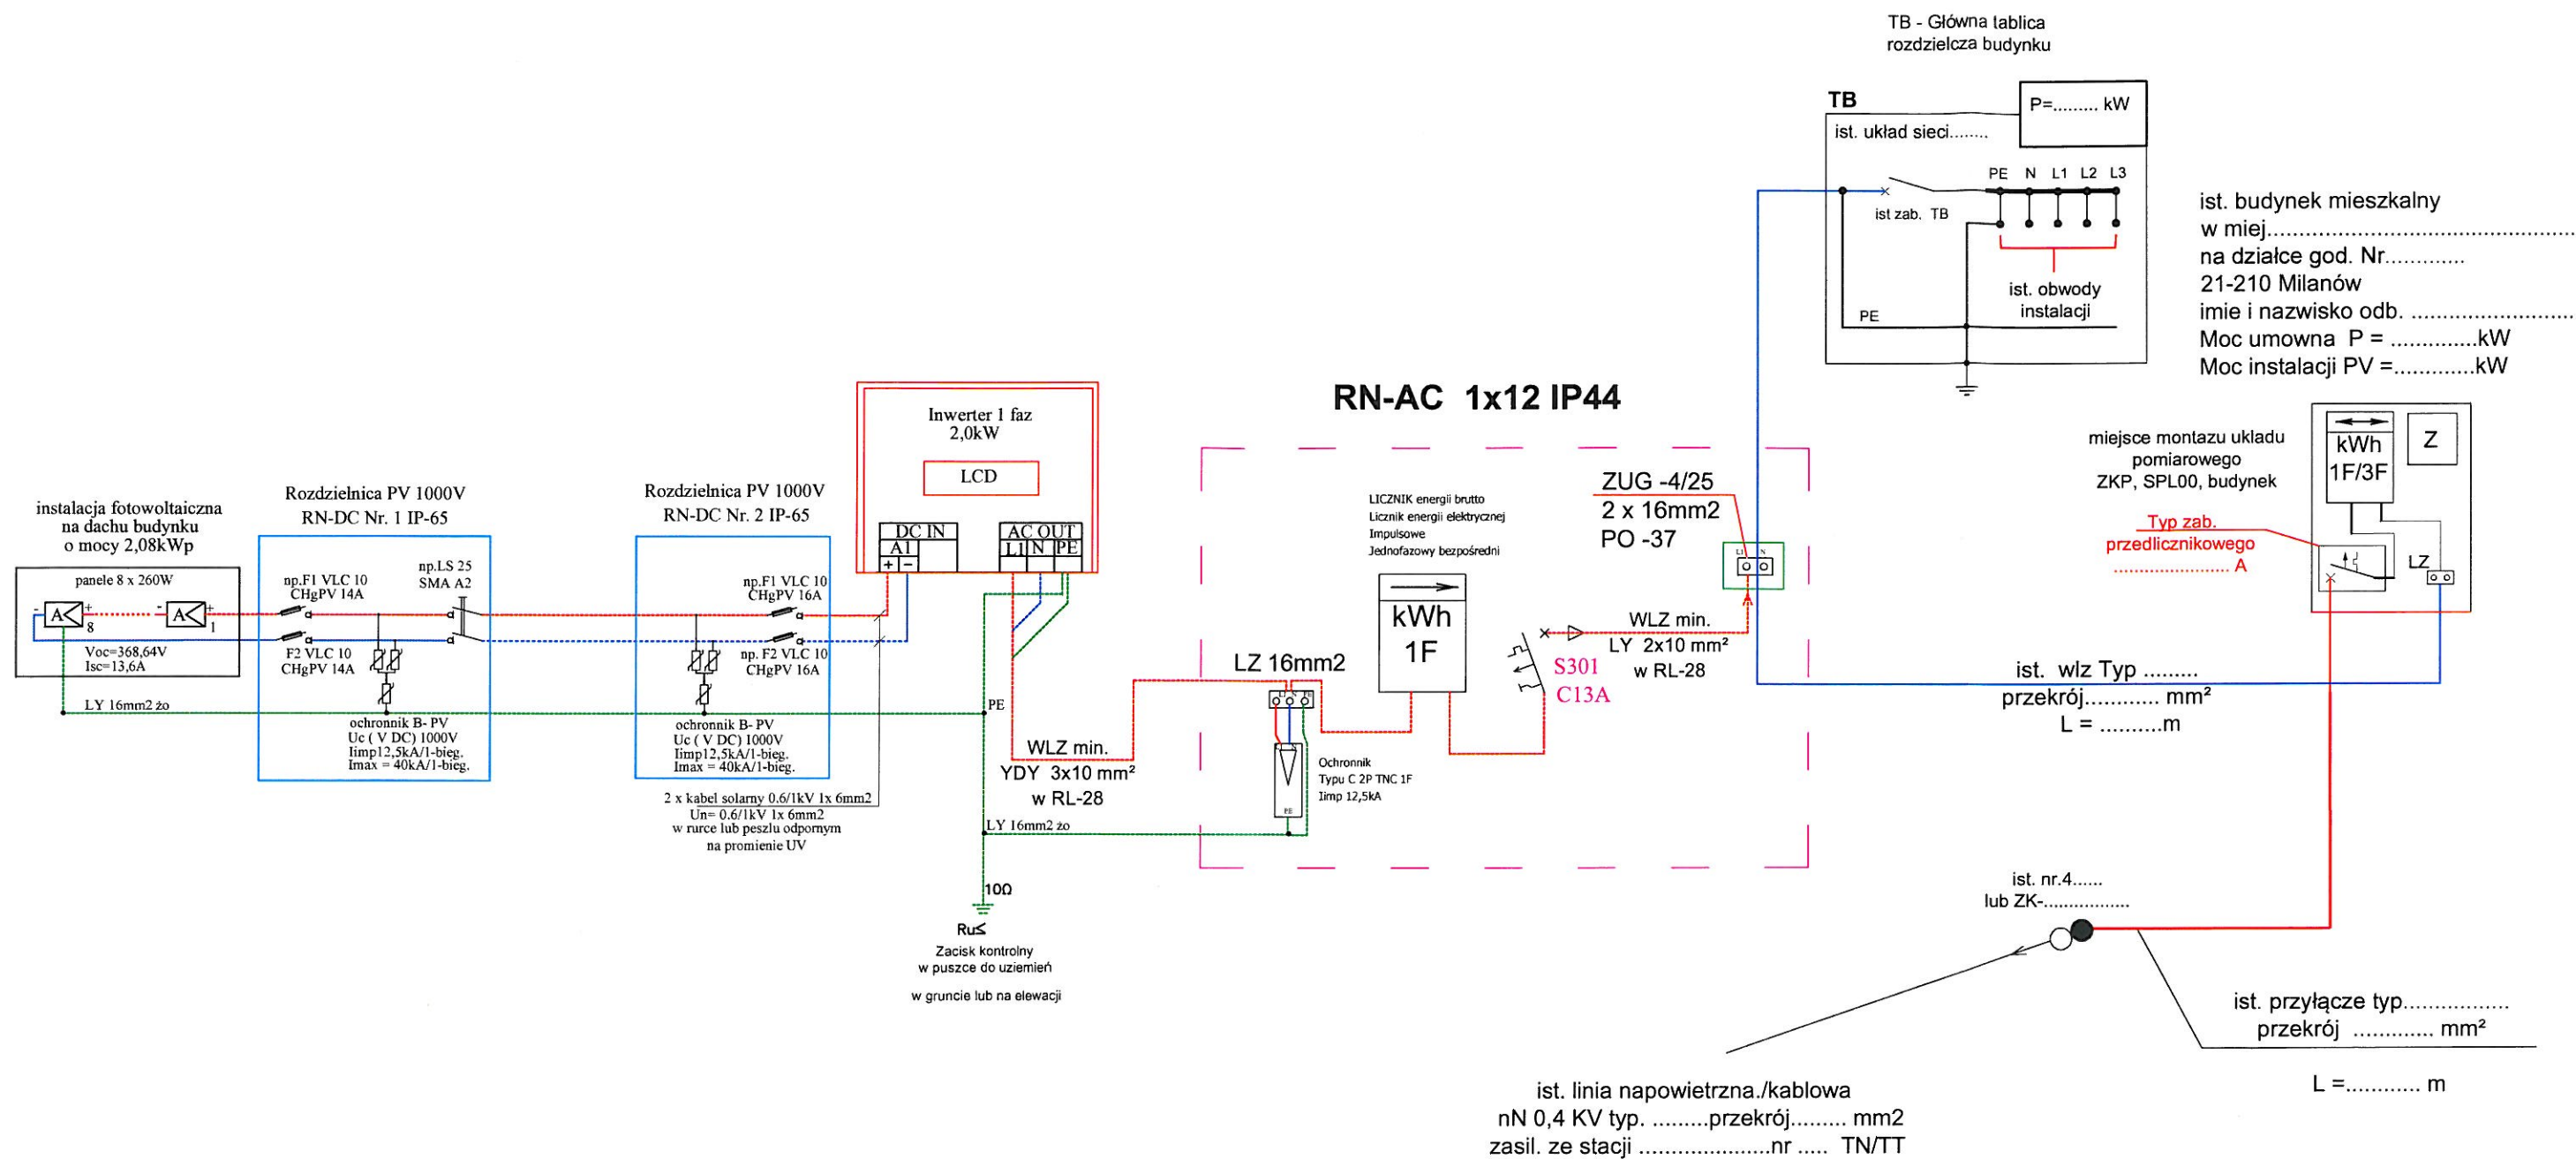 TB - Główna tablica
rozdzielcza budynku
TB
P=......... kW
ist. układ sieci........
PE N L1 L2 L3
ist zab. TB
ist. obwody
instalacji
PE
ist. budynek mieszkalny
w miej..................................................
na działce god. Nr.............
21-210 Milanów
imie i nazwisko odb. ..........................
Moc umowna P = ..............kW
Moc instalacji PV =.............kW
RN-AC 1x12 IP44
Inwerter 1 faz
2,0kW
LCD
DC IN
A1
+ −
AC OUT
L1 N PE
instalacja fotowoltaiczna
na dachu budynku
o mocy 2,08kWp
panele 8 x 260W
- A< + - A< +
8 1
Voc=368,64V
Isc=13,6A
LY 16mm2 żo
Rozdzielnica PV 1000V
RN-DC Nr. 1 IP-65
np.F1 VLC 10
CHgPV 14A
np.LS 25
SMA A2
F2 VLC 10
CHgPV 14A
ochronnik B- PV
Uc ( V DC) 1000V
Iimp12,5kA/1-bieg.
Imax = 40kA/1-bieg.
Rozdzielnica PV 1000V
RN-DC Nr. 2 IP-65
np.F1 VLC 10
CHgPV 16A
np. F2 VLC 10
CHgPV 16A
ochronnik B- PV
Uc ( V DC) 1000V
Iimp12,5kA/1-bieg.
Imax = 40kA/1-bieg.
2 x kabel solarny 0.6/1kV 1x 6mm2
Un= 0.6/1kV 1x 6mm2
w rurce lub peszlu odpornym
na promienie UV
PE
WLZ min.
YDY 3x10 mm²
w RL-28
LY 16mm2 żo
10Ω
Ru≤
Zacisk kontrolny
w puszce do uziemień
w gruncie lub na elewacji
LICZNIK energii brutto
Licznik energii elektrycznej
Impulsowe
Jednofazowy bezpośredni
kWh
1F
LZ 16mm2
L1 N PE
PE
Ochronnik
Typu C 2P TNC 1F
Iimp 12,5kA
S301
C13A
ZUG -4/25
2 x 16mm2
PO -37
L1 N
WLZ min.
LY 2x10 mm²
w RL-28
miejsce montazu ukladu
pomiarowego
ZKP, SPL00, budynek
Typ zab.
przedlicznikowego
...................... A
kWh
1F/3F
Z
LZ
ist. wlz Typ .........
przekrój............ mm²
L = ..........m
ist. nr.4......
lub ZK-.................
ist. przyłącze typ.................
przekrój ............. mm²
L =............ m
ist. linia napowietrzna./kablowa
nN 0,4 KV typ. .........przekrój......... mm2
zasil. ze stacji .....................nr ..... TN/TT